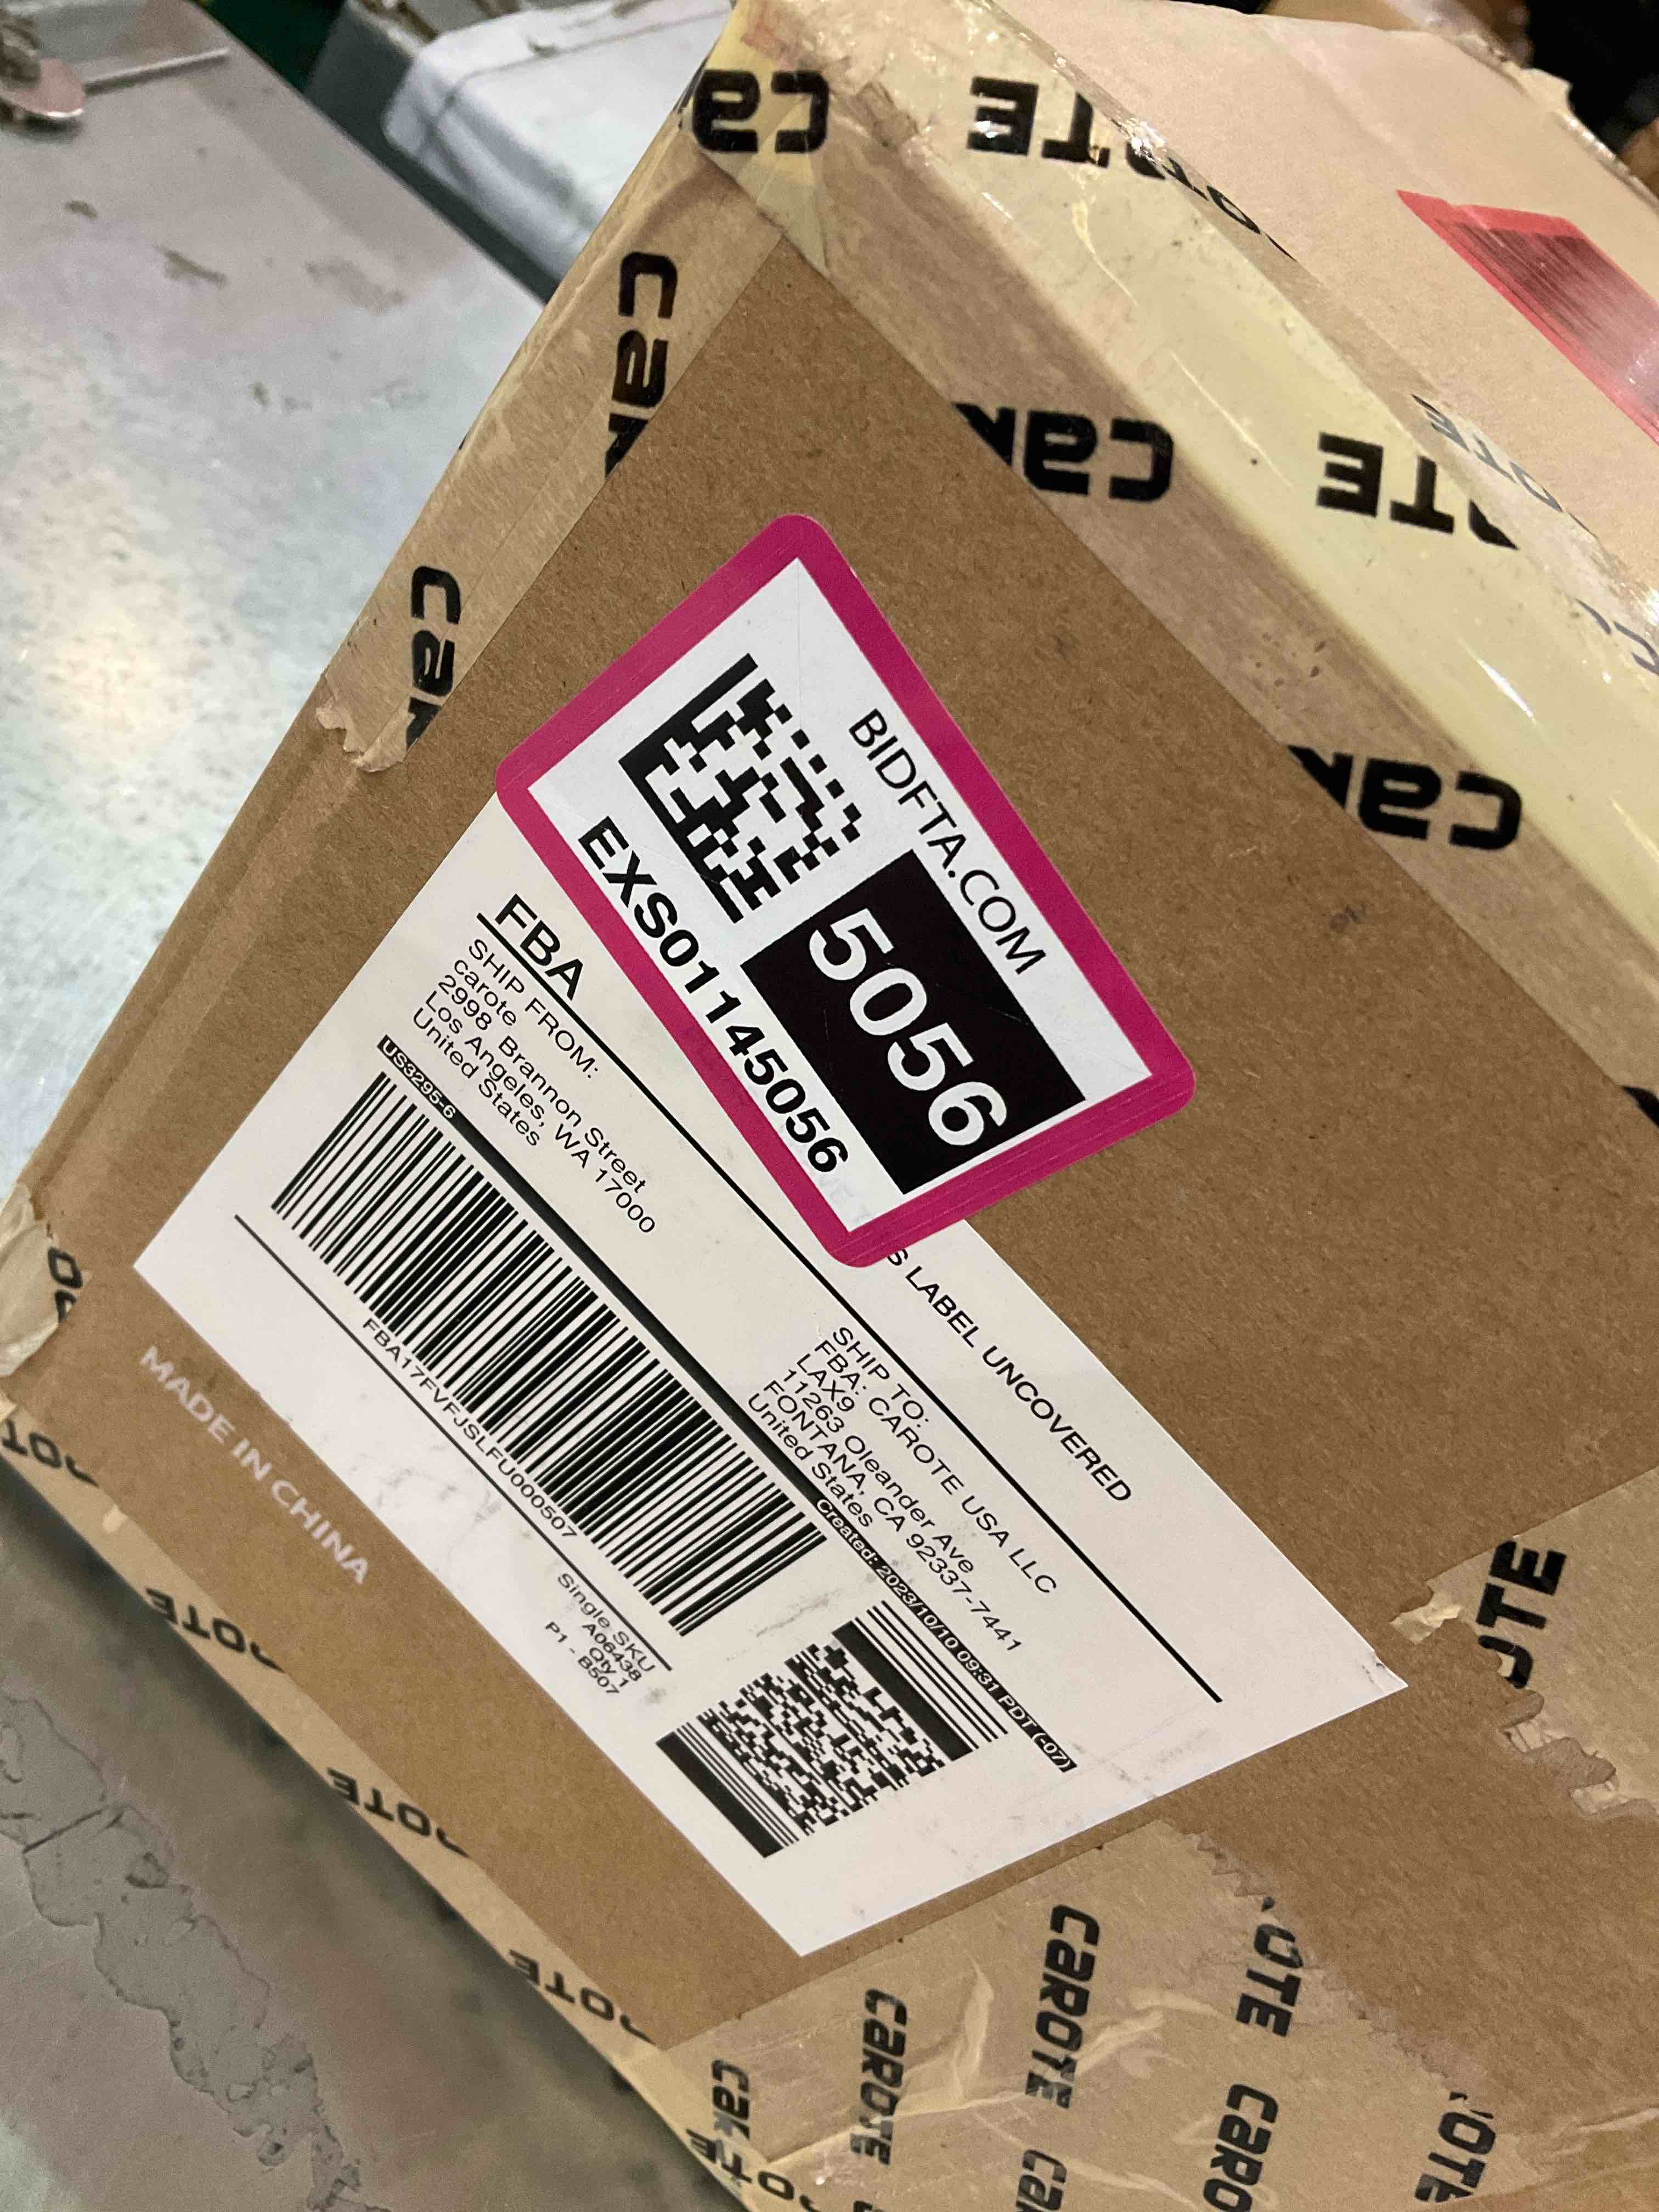 BIDFTA.COM
5056
EXS01145056
FBA
S LABEL UNCOVERED
SHIP FROM:
carote
2998 Brannon Street
Los Angeles, WA 17000
United States
SHIP TO:
FBA: CAROTE USA LLC
LAX9
11263 Oleander Ave
FONTANA, CA 92337-7441
United States
US3295-6
Created: 2023/10/10 09:31 PDT (-07)
FBA17FVFJSLFU000507
Single SKU
A06438
Qty 1
P1 - B507
MADE IN CHINA
CaROTE
CaROTE
CaROTE